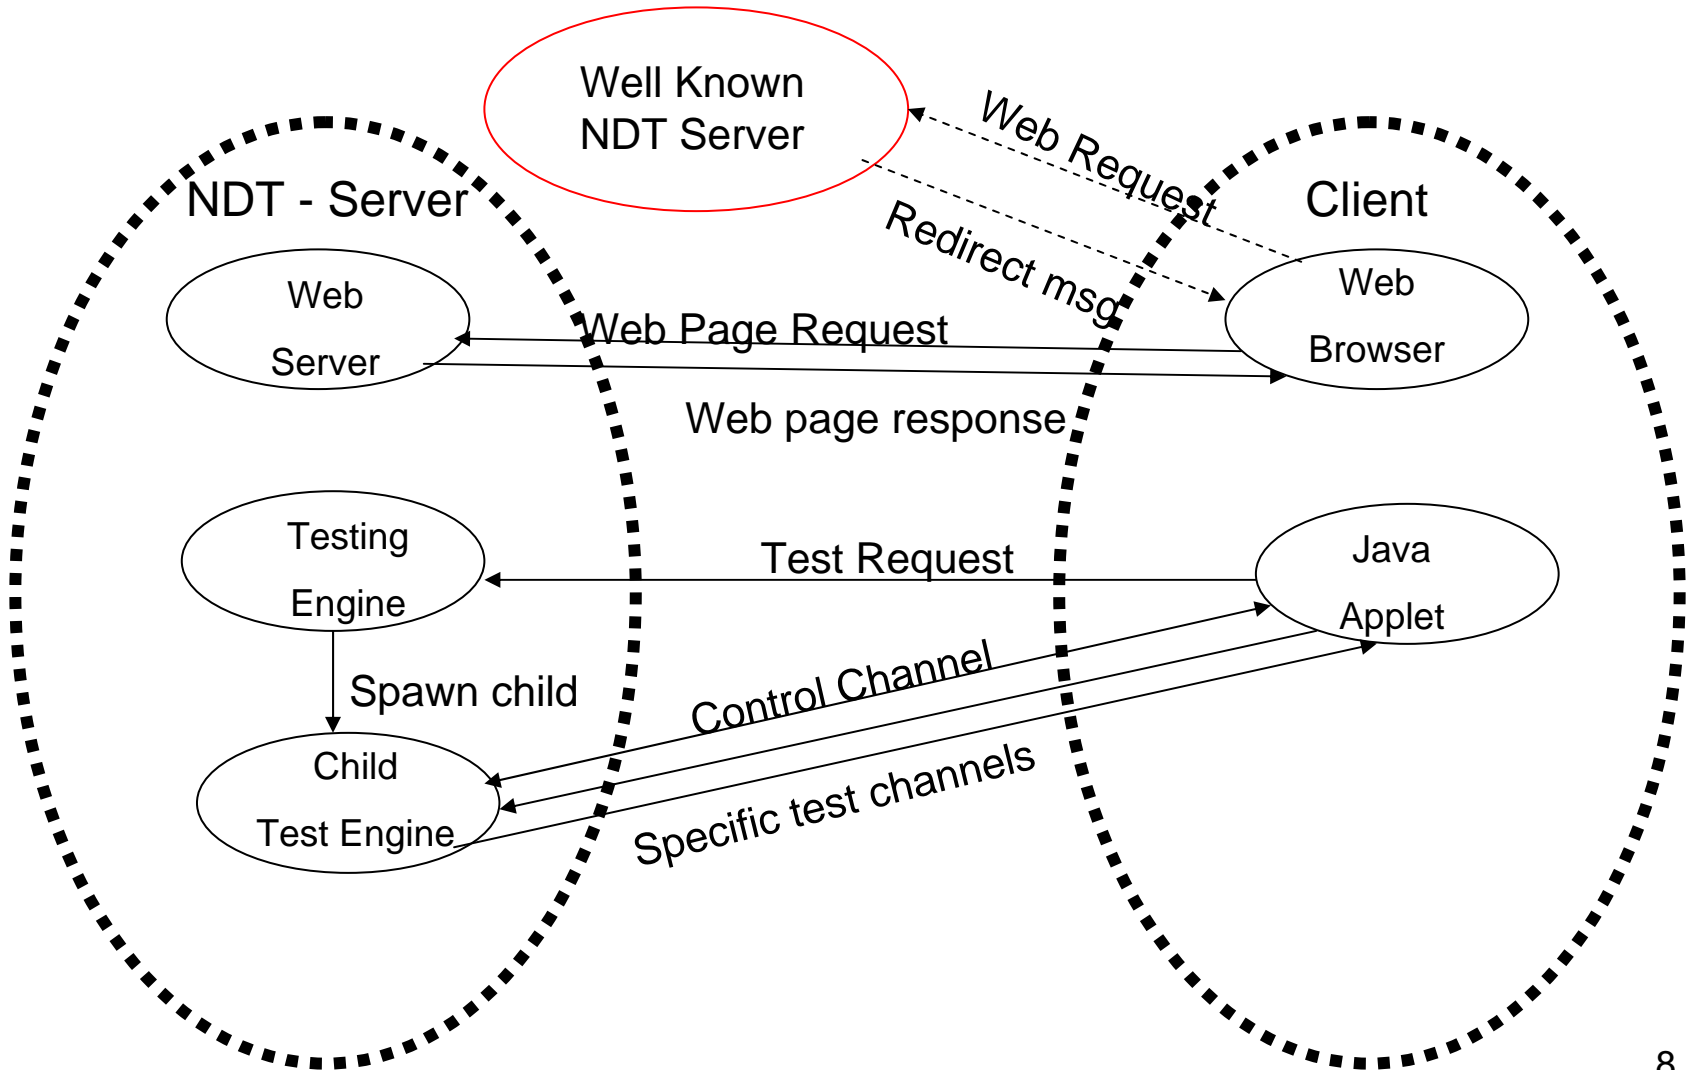 Well Known
NDT Server
Web Request
NDT - Server
Client
Redirect msg
Web
Server
Web
Browser
Web Page Request
Web page response
Testing
Engine
Test Request
Java
Applet
Spawn child
Control Channel
Child
Test Engine
Specific test channels
8